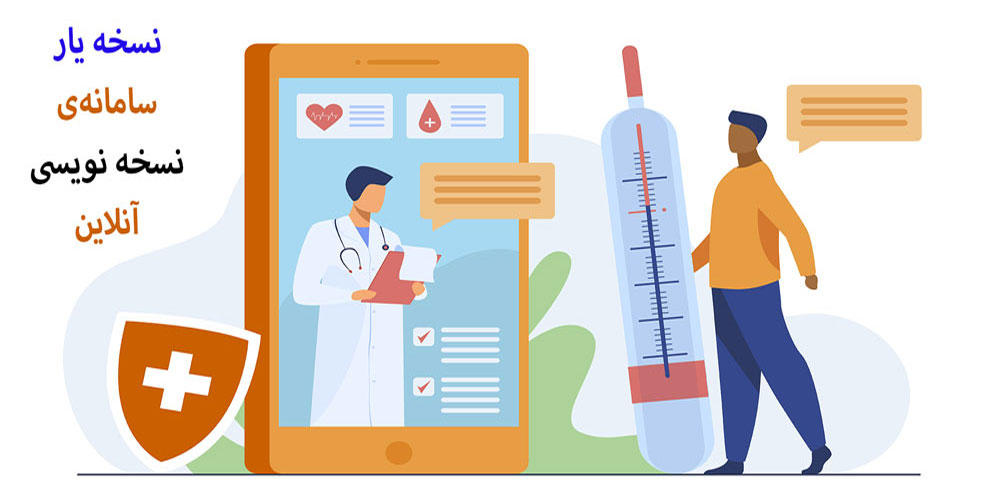 نسخه یار
سامانه‌ی
نسخه نویسی
آنلاین